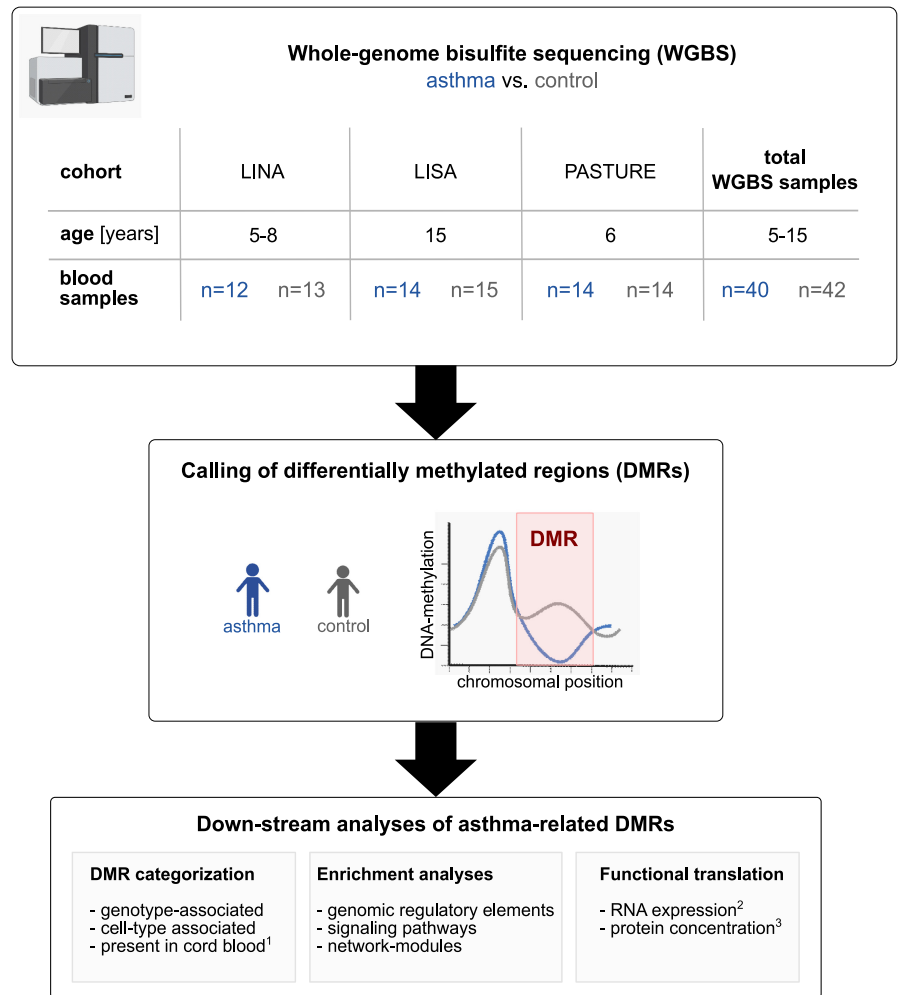 Whole-genome bisulfite sequencing (WGBS)
asthma vs. control
cohort LINA LISA PASTURE total WGBS samples
age [years] 5-8 15 6 5-15
blood samples n=12 n=13 n=14 n=15 n=14 n=14 n=40 n=42
Calling of differentially methylated regions (DMRs)
asthma
control
DNA-methylation
DMR
chromosomal position
Down-stream analyses of asthma-related DMRs
DMR categorization
- genotype-associated
- cell-type associated
- present in cord blood¹
Enrichment analyses
- genomic regulatory elements
- signaling pathways
- network-modules
Functional translation
- RNA expression²
- protein concentration³